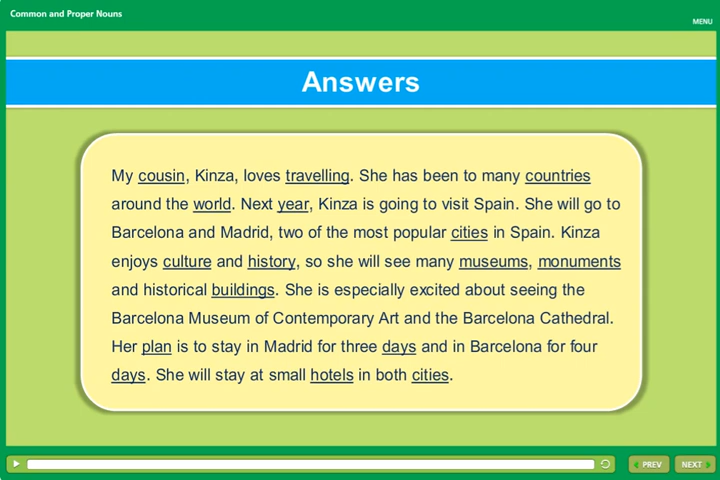 Common and Proper Nouns
MENU
Answers
My cousin, Kinza, loves travelling. She has been to many countries
around the world. Next year, Kinza is going to visit Spain. She will go to
Barcelona and Madrid, two of the most popular cities in Spain. Kinza
enjoys culture and history, so she will see many museums, monuments
and historical buildings. She is especially excited about seeing the
Barcelona Museum of Contemporary Art and the Barcelona Cathedral.
Her plan is to stay in Madrid for three days and in Barcelona for four
days. She will stay at small hotels in both cities.
PREV
NEXT